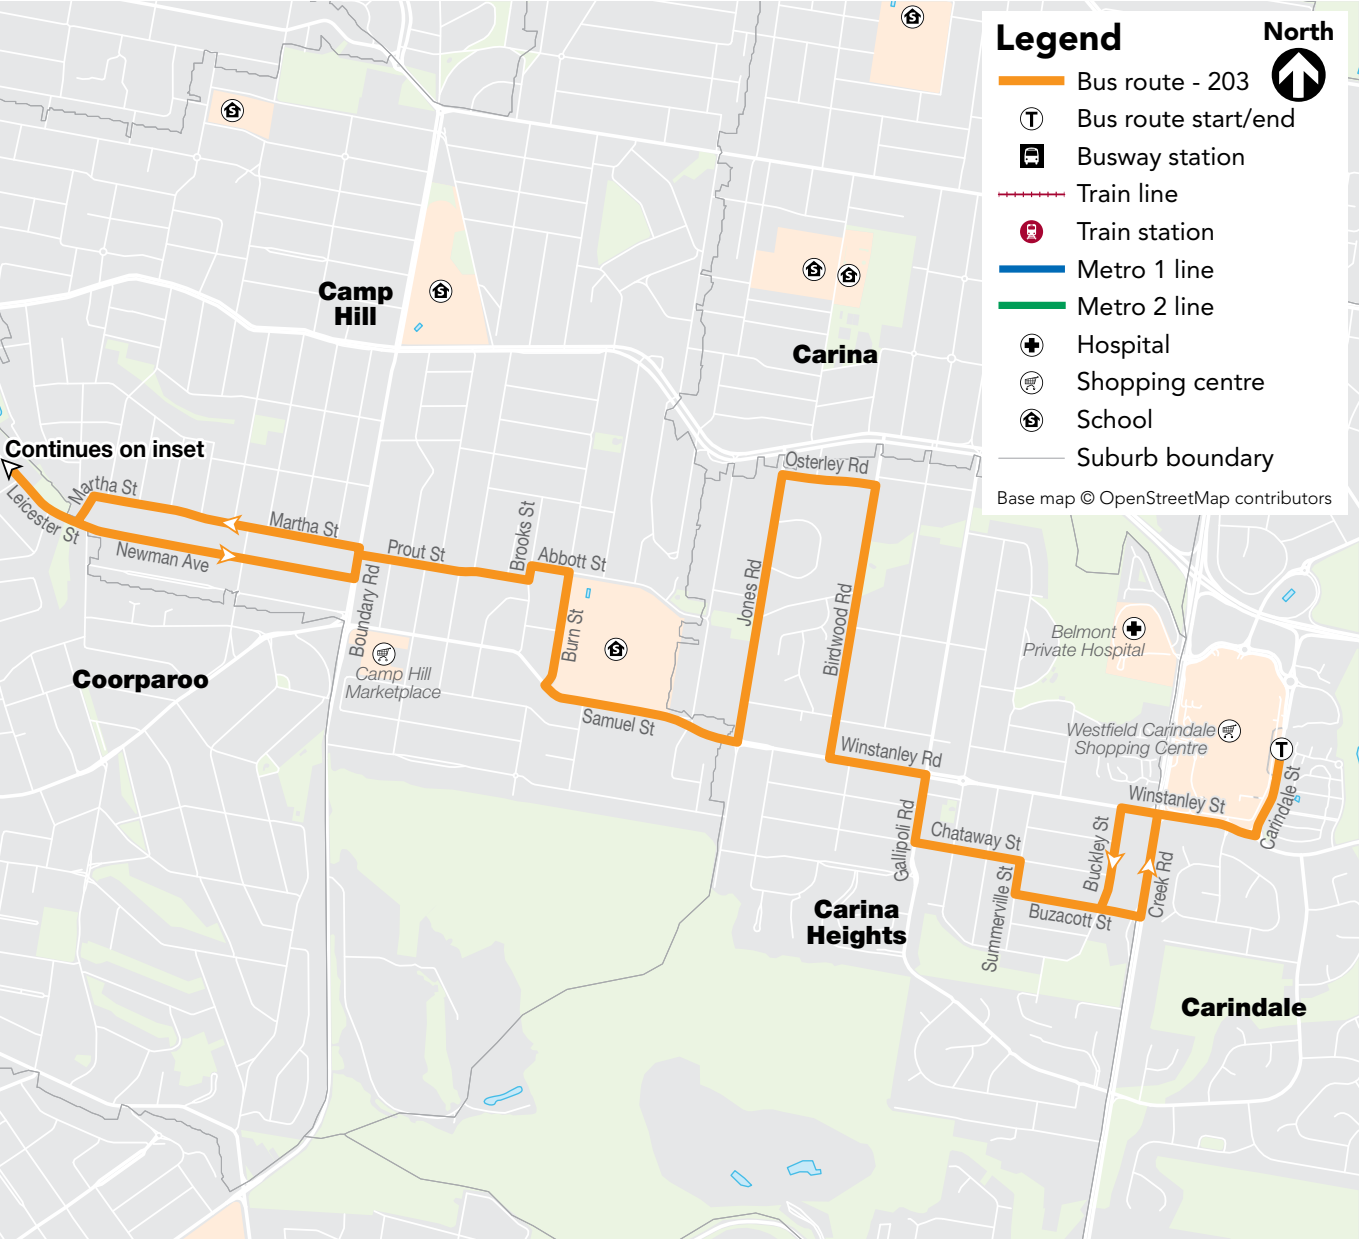 Legend
North
Bus route - 203
T
Bus route start/end
Busway station
Train line
Train station
Metro 1 line
Metro 2 line
Hospital
Shopping centre
S
School
Suburb boundary
Base map © OpenStreetMap contributors
S
S
Camp
Hill
S
S
S
Carina
Continues on inset
Osterley Rd
Martha St
Leicester St
Martha St
Newman Ave
Prout St
Brooks St
Abbott St
Boundary Rd
Burn St
S
Jones Rd
Birdwood Rd
Belmont
Private Hospital
Camp Hill
Marketplace
Coorparoo
Samuel St
Westfield Carindale
Shopping Centre
T
Winstanley Rd
Winstanley St
Carindale St
Gallipoli Rd
Chataway St
Buckley St
Creek Rd
Summerville St
Buzacott St
Carina
Heights
Carindale